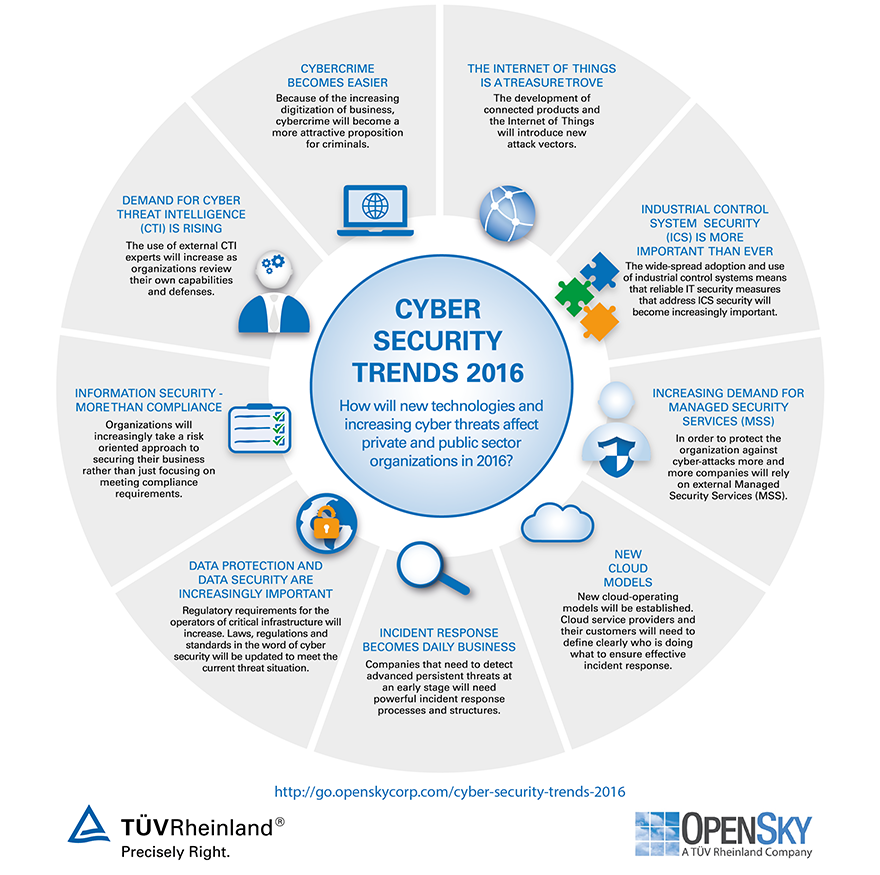 CYBER
SECURITY
TRENDS 2016
How will new technologies and
increasing cyber threats affect
private and public sector
organizations in 2016?
CYBERCRIME
BECOMES EASIER
Because of the increasing
digitization of business,
cybercrime will become a
more attractive proposition
for criminals.
THE INTERNET OF THINGS
IS A TREASURE TROVE
The development of
connected products and
the Internet of Things
will introduce new
attack vectors.
INDUSTRIAL CONTROL
SYSTEM SECURITY
(ICS) IS MORE
IMPORTANT THAN EVER
The wide-spread adoption and use
of industrial control systems means
that reliable IT security measures
that address ICS security will
become increasingly important.
INCREASING DEMAND FOR
MANAGED SECURITY
SERVICES (MSS)
In order to protect the
organization against
cyber-attacks more and
more companies will rely
on external Managed
Security Services (MSS).
NEW
CLOUD
MODELS
New cloud-operating
models will be established.
Cloud service providers and
their customers will need to
define clearly who is doing
what to ensure effective
incident response.
INCIDENT RESPONSE
BECOMES DAILY BUSINESS
Companies that need to detect
advanced persistent threats at
an early stage will need
powerful incident response
processes and structures.
DATA PROTECTION AND
DATA SECURITY ARE
INCREASINGLY IMPORTANT
Regulatory requirements for the
operators of critical infrastructure will
increase. Laws, regulations and
standards in the word of cyber
security will be updated to meet the
current threat situation.
INFORMATION SECURITY -
MORE THAN COMPLIANCE
Organizations will
increasingly take a risk
oriented approach to
securing their business
rather than just focusing on
meeting compliance
requirements.
DEMAND FOR CYBER
THREAT INTELLIGENCE
(CTI) IS RISING
The use of external CTI
experts will increase as
organizations review
their own capabilities
and defenses.
http://go.openskycorp.com/cyber-security-trends-2016
TÜVRheinland®
Precisely Right.
OPENSKY
A TÜV Rheinland Company